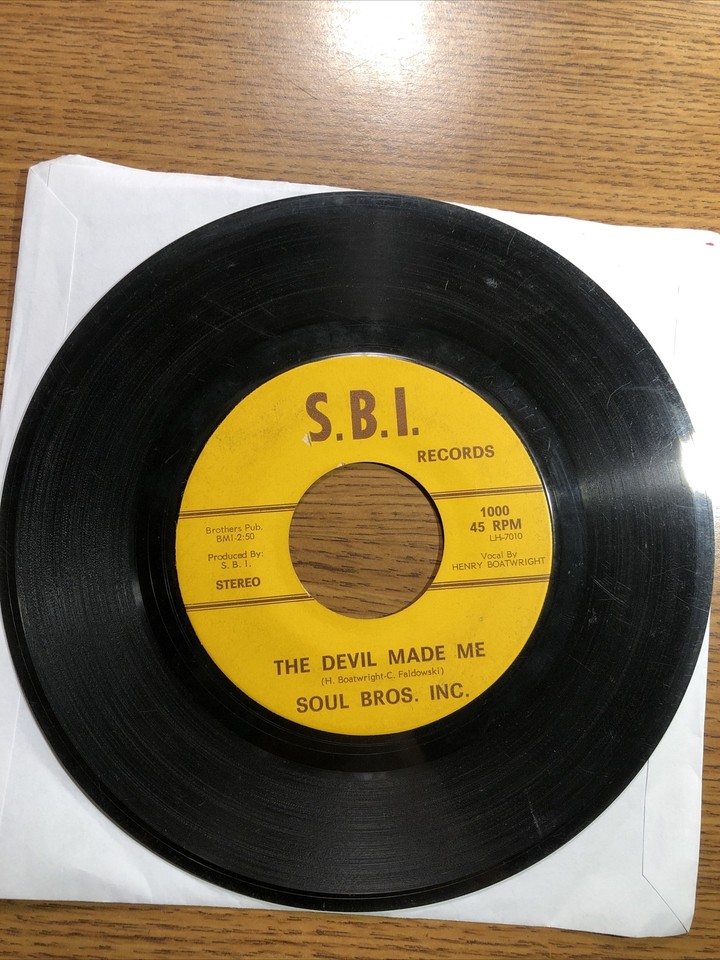 S.B.I.
RECORDS
Brothers Pub.
BMI-2:50
Produced By:
S. B. I.
STEREO
1000
45 RPM
LH-7010
Vocal By
HENRY BOATWRIGHT
THE DEVIL MADE ME
(H. Boatwright-C. Faldowski)
SOUL BROS. INC.